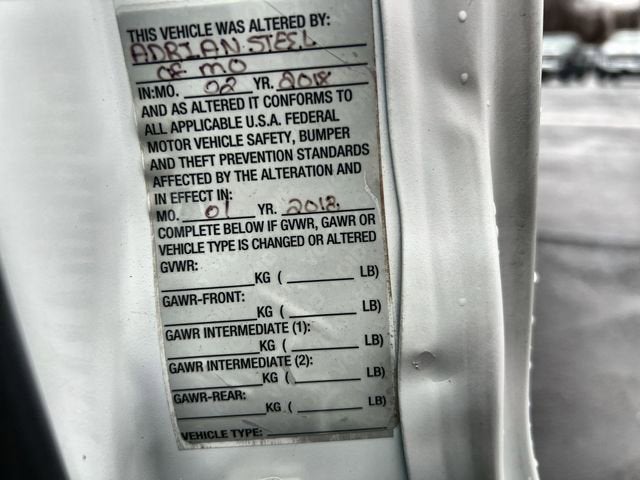 THIS VEHICLE WAS ALTERED BY:
ADRIAN STEEL
OF MO
IN:MO. 02 YR. 2018
AND AS ALTERED IT CONFORMS TO
ALL APPLICABLE U.S.A. FEDERAL
MOTOR VEHICLE SAFETY, BUMPER
AND THEFT PREVENTION STANDARDS
AFFECTED BY THE ALTERATION AND
IN EFFECT IN:
MO. 01 YR. 2018
COMPLETE BELOW IF GVWR, GAWR OR
VEHICLE TYPE IS CHANGED OR ALTERED
GVWR:
KG ( LB)
GAWR-FRONT:
KG ( LB)
GAWR INTERMEDIATE (1):
KG ( LB)
GAWR INTERMEDIATE (2):
KG ( LB)
GAWR-REAR:
KG ( LB)
VEHICLE TYPE: